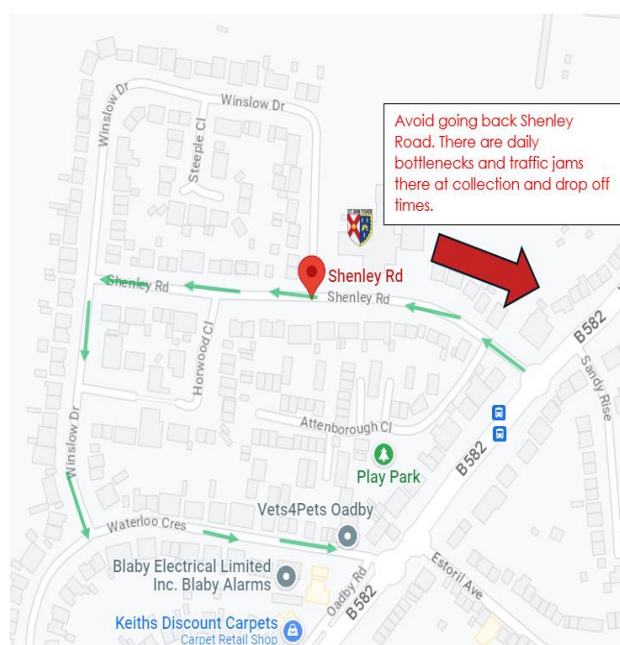 Winslow Dr
Winslow Dr
Steeple Cl
Avoid going back Shenley
Road. There are daily
bottlenecks and traffic jams
there at collection and drop off
times.
ST JOHN FISHER
Shenley Rd
Shenley Rd
Shenley Rd
Horwood Cl
B582
Sandy Rise
Attenborough Cl
Play Park
B582
Winslow Dr
Vets4Pets Oadby
Waterloo Cres
Blaby Electrical Limited
Inc. Blaby Alarms
Oadby Rd
B582
Estoril Ave
Keiths Discount Carpets
Carpet Retail Shop